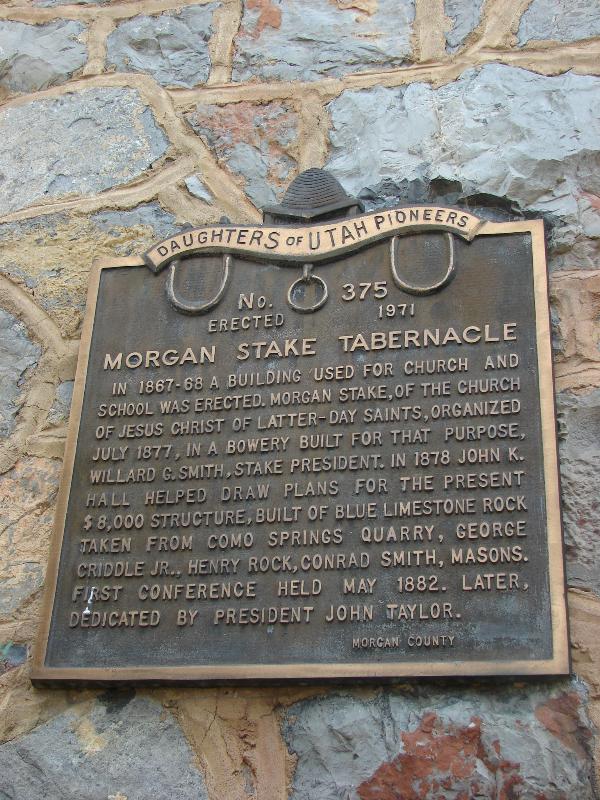 DAUGHTERS OF UTAH PIONEERS
No. 375
ERECTED 1971
MORGAN STAKE TABERNACLE
IN 1867-68 A BUILDING USED FOR CHURCH AND
SCHOOL WAS ERECTED. MORGAN STAKE, OF THE CHURCH
OF JESUS CHRIST OF LATTER-DAY SAINTS, ORGANIZED
JULY 1877, IN A BOWERY BUILT FOR THAT PURPOSE,
WILLARD G. SMITH, STAKE PRESIDENT. IN 1878 JOHN K.
HALL HELPED DRAW PLANS FOR THE PRESENT
$8,000 STRUCTURE, BUILT OF BLUE LIMESTONE ROCK
TAKEN FROM COMO SPRINGS QUARRY, GEORGE
CRIDDLE JR., HENRY ROCK, CONRAD SMITH, MASONS.
FIRST CONFERENCE HELD MAY 1882. LATER,
DEDICATED BY PRESIDENT JOHN TAYLOR.
MORGAN COUNTY